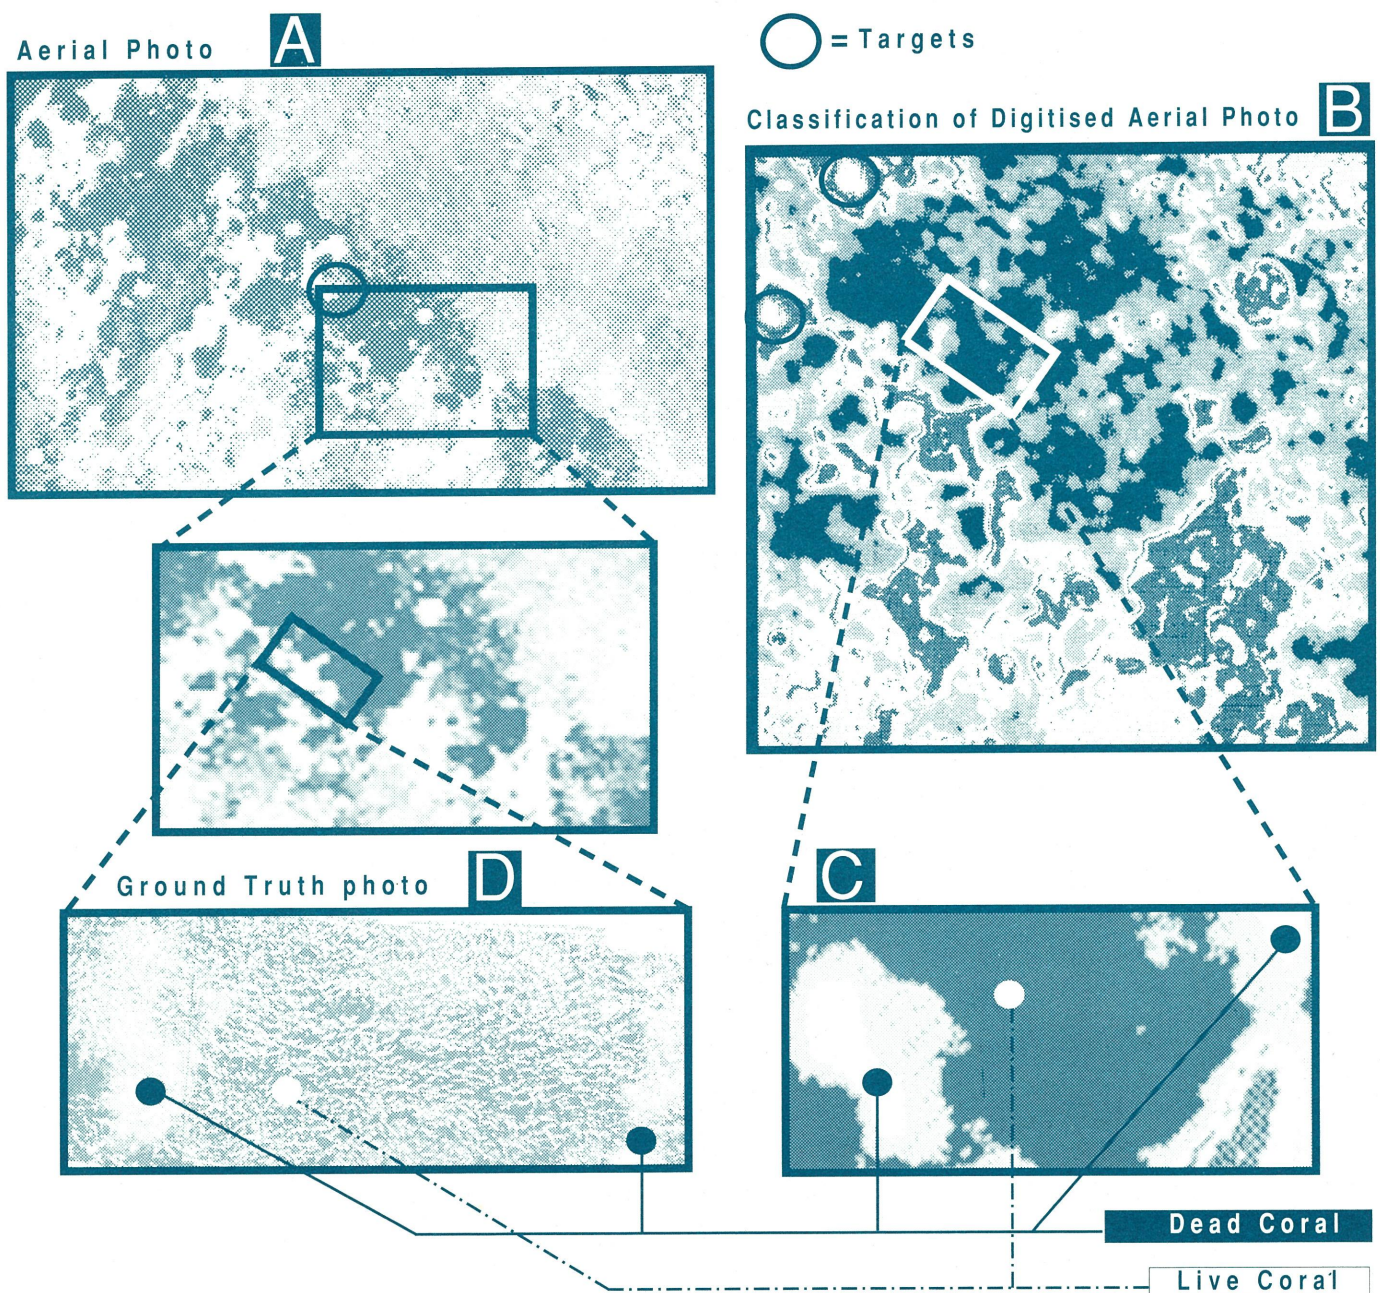 Aerial Photo A
= Targets
Classification of Digitised Aerial Photo B
Ground Truth photo D
C
Dead Coral
Live Coral